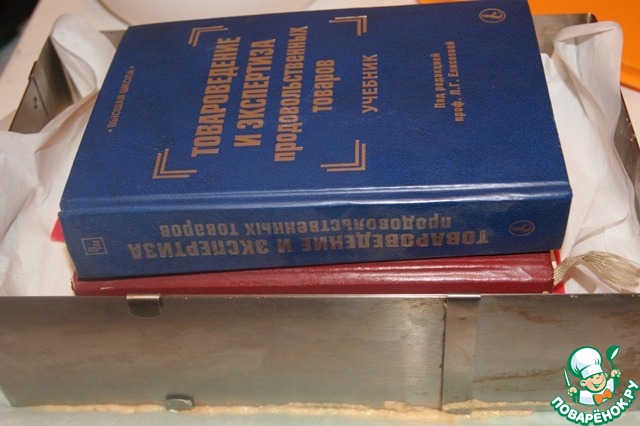 • ВЫСШАЯ ШКОЛА •
ТОВАРОВЕДЕНИЕ
И ЭКСПЕРТИЗА
продовольственных
товаров
УЧЕБНИК
Под редакцией
проф. Л.Г. Елисеевой
ТОВАРОВЕДЕНИЕ И ЭКСПЕРТИЗА
продовольственных товаров
ПОВАРЁНОК.РУ